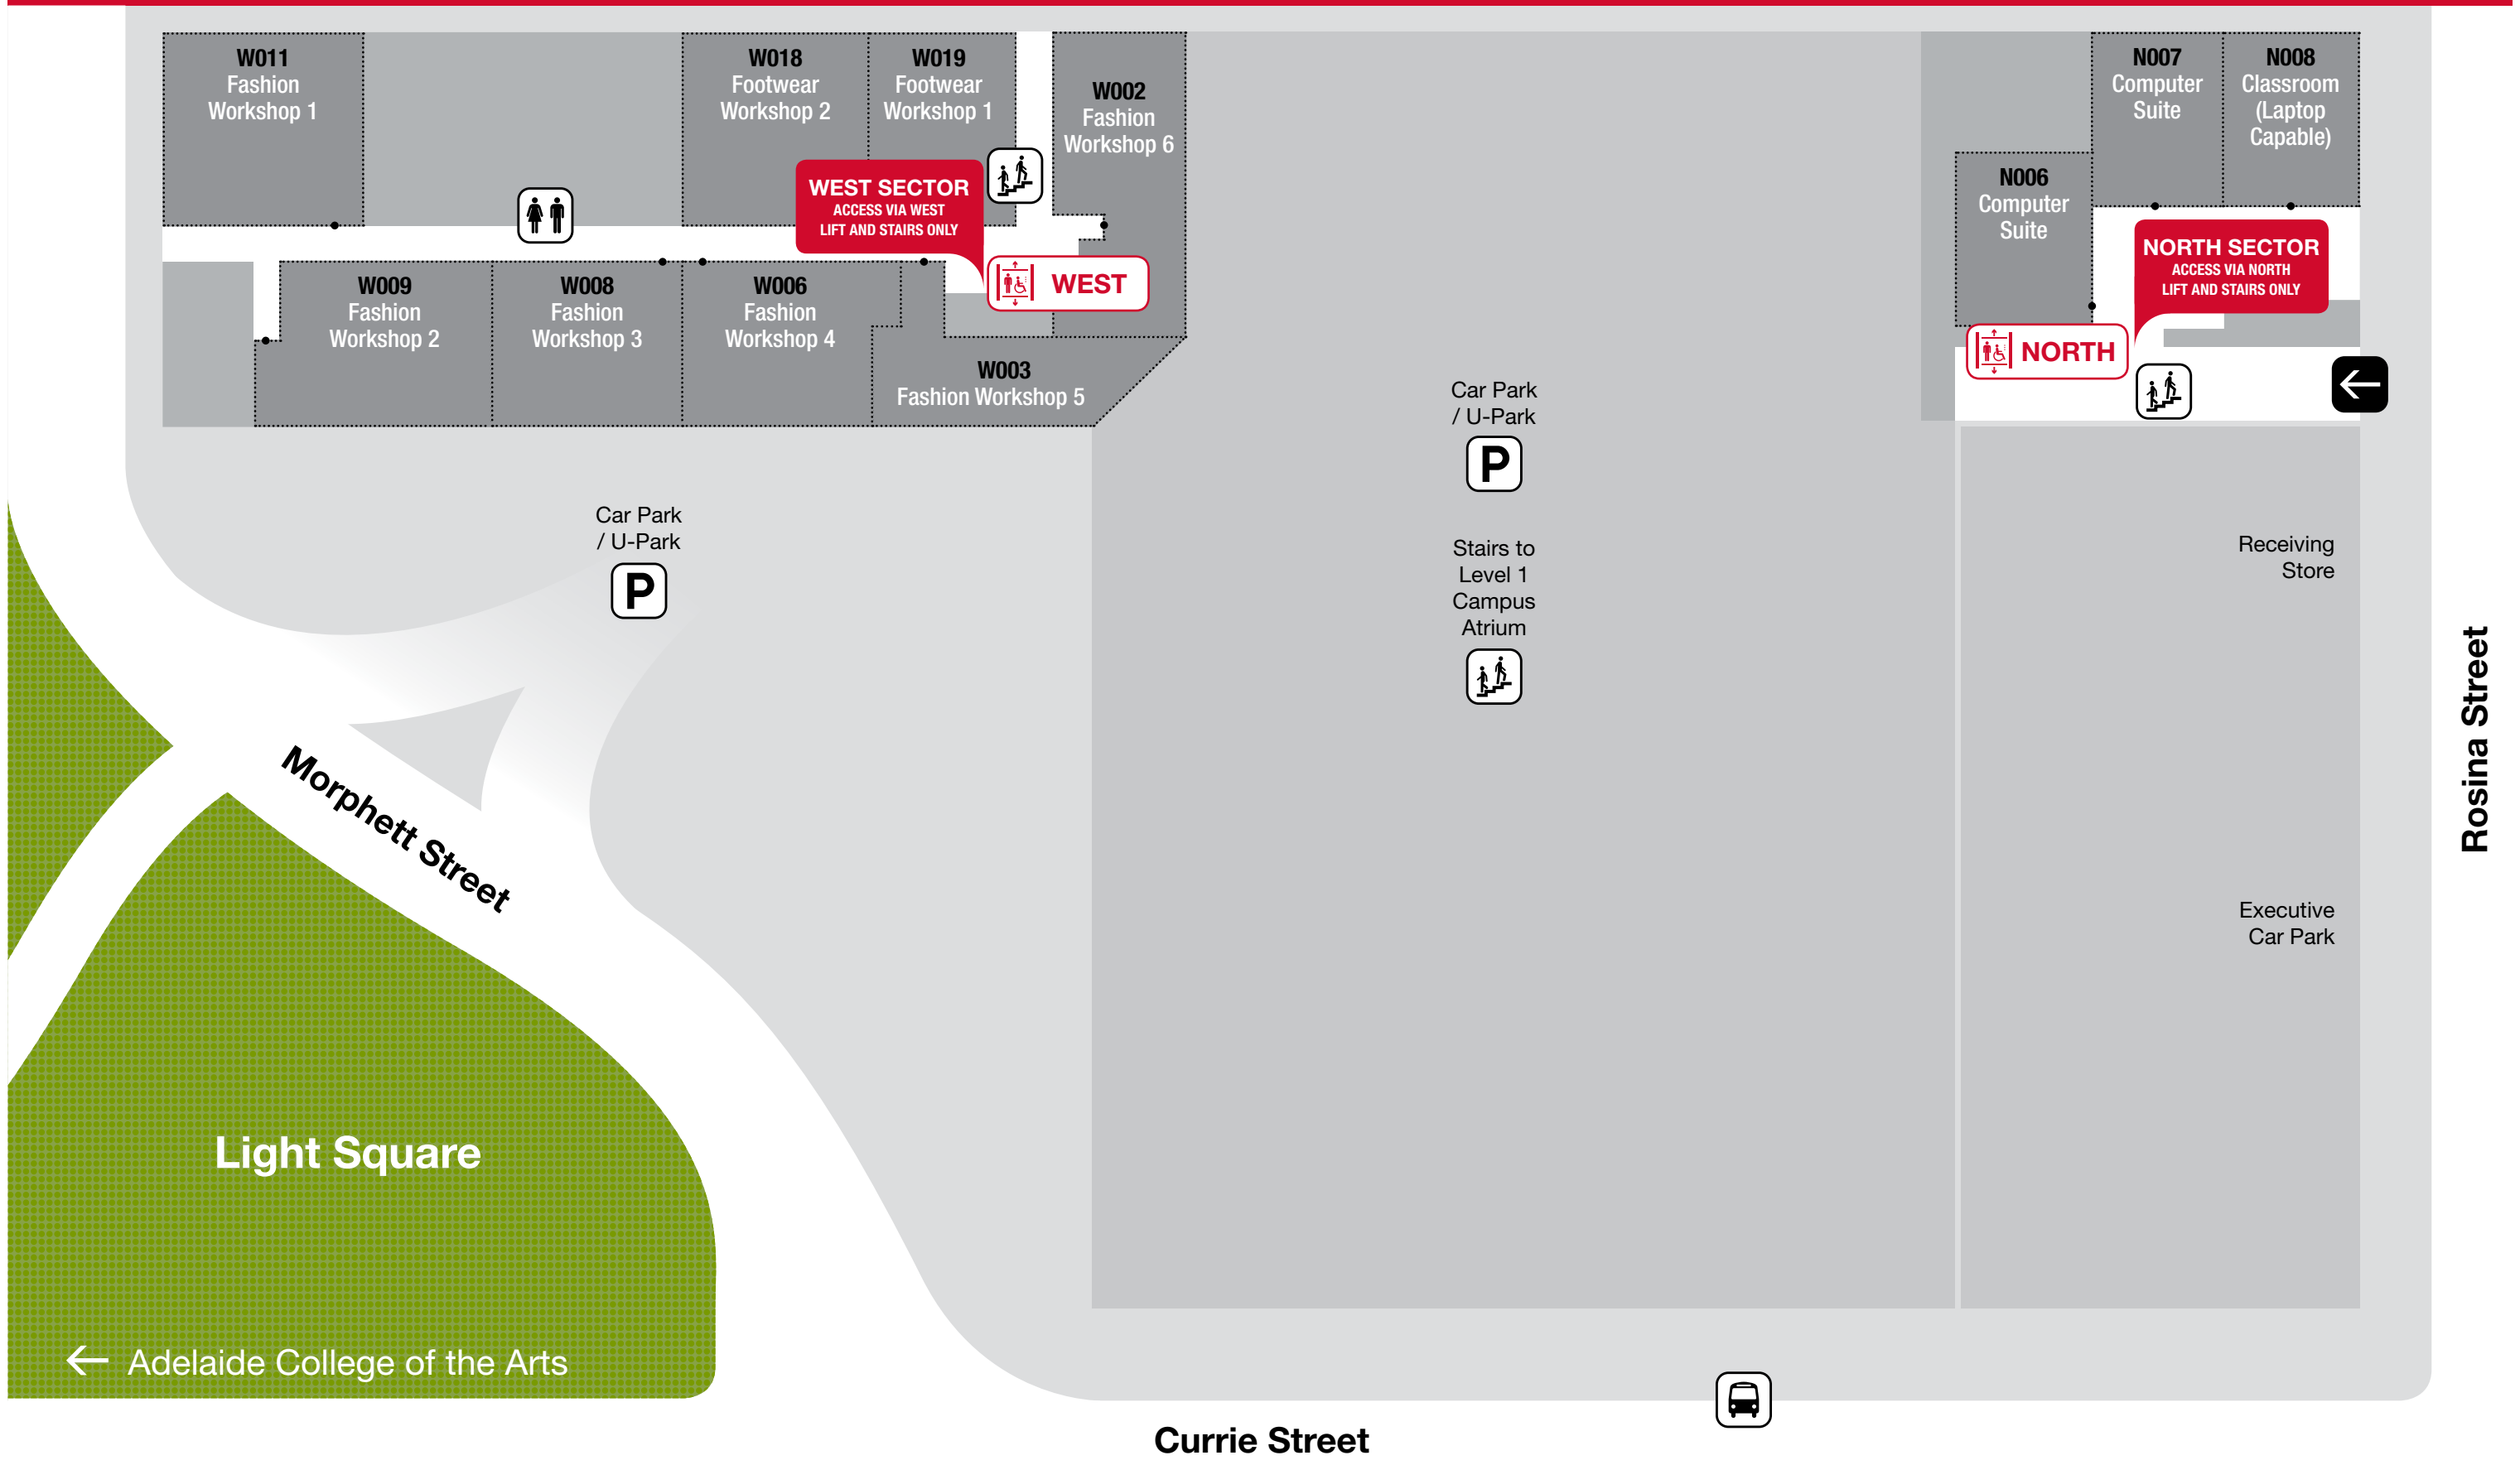 W011
Fashion
Workshop 1
W018
Footwear
Workshop 2
W019
Footwear
Workshop 1
W002
Fashion
Workshop 6
N007
Computer
Suite
N008
Classroom
(Laptop
Capable)
N006
Computer
Suite
WEST SECTOR
ACCESS VIA WEST
LIFT AND STAIRS ONLY
WEST
NORTH SECTOR
ACCESS VIA NORTH
LIFT AND STAIRS ONLY
NORTH
W009
Fashion
Workshop 2
W008
Fashion
Workshop 3
W006
Fashion
Workshop 4
W003
Fashion Workshop 5
Car Park
/ U-Park
P
Car Park
/ U-Park
P
Stairs to
Level 1
Campus
Atrium
Receiving
Store
Rosina Street
Morphett Street
Executive
Car Park
Light Square
Adelaide College of the Arts
Currie Street